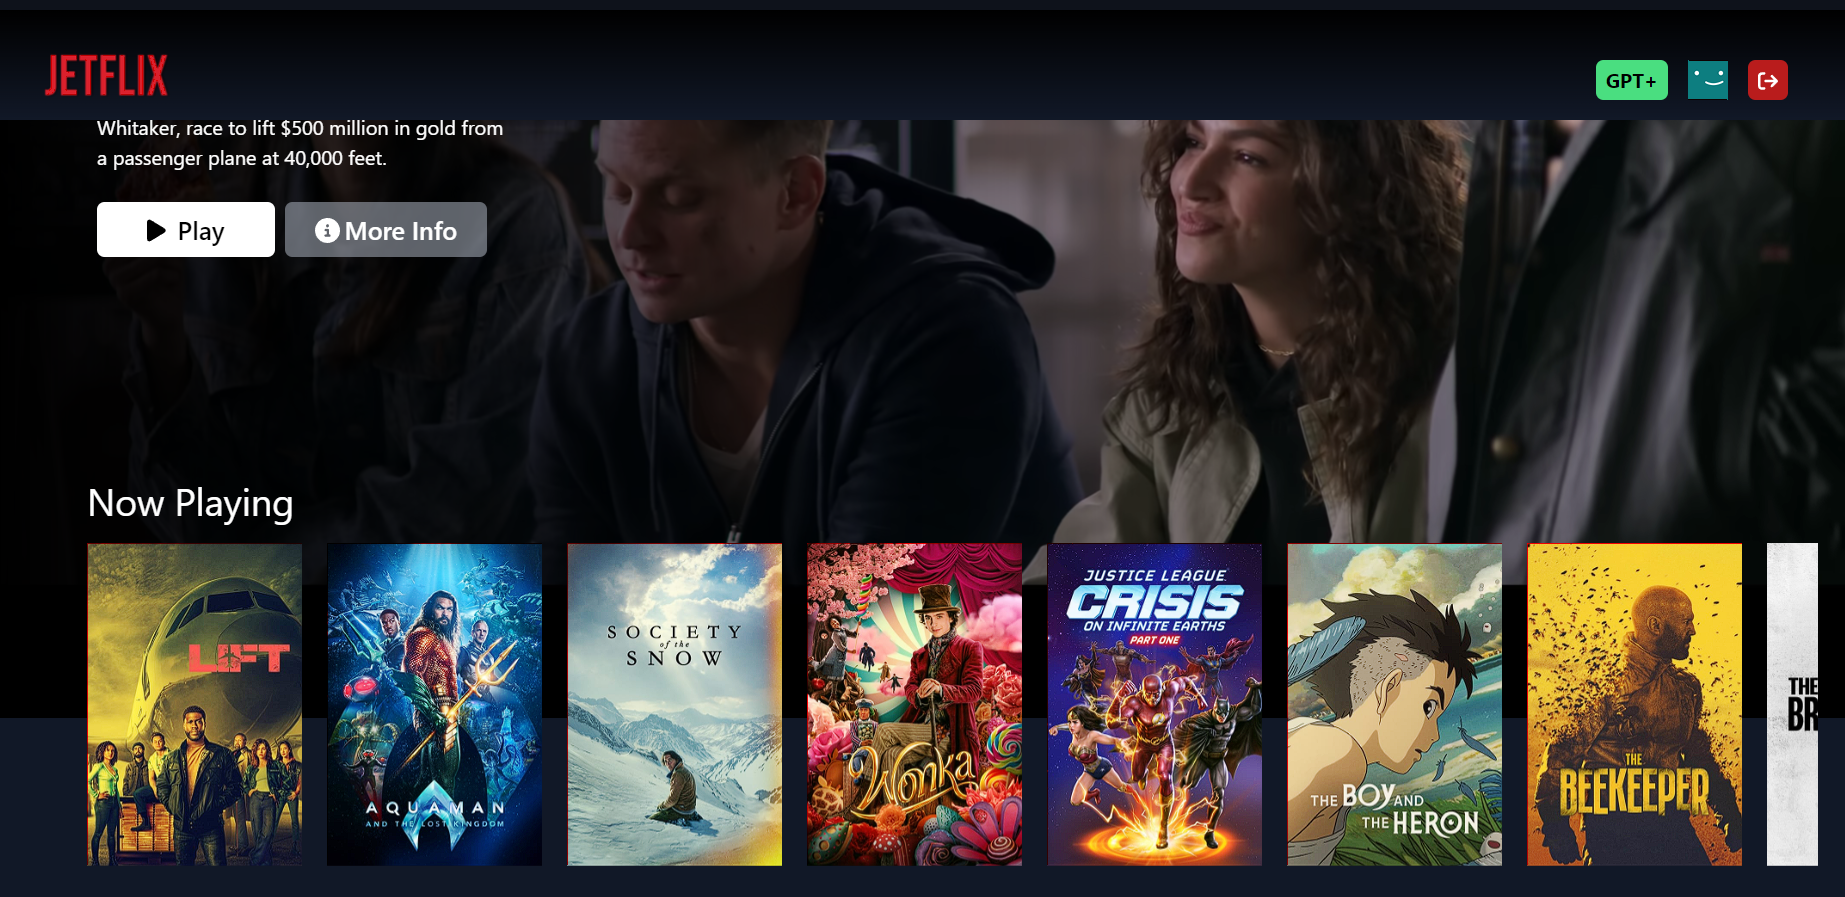 JETFLIX
GPT+
Whitaker, race to lift $500 million in gold from
a passenger plane at 40,000 feet.
Play
More Info
Now Playing
LIFT
AQUAMAN
AND THE LOST KINGDOM
SOCIETY
of the
SNOW
Wonka
JUSTICE LEAGUE
CRISIS
ON INFINITE EARTHS
PART ONE
THE BOY AND
THE HERON
THE
BEEKEEPER
THE
BR